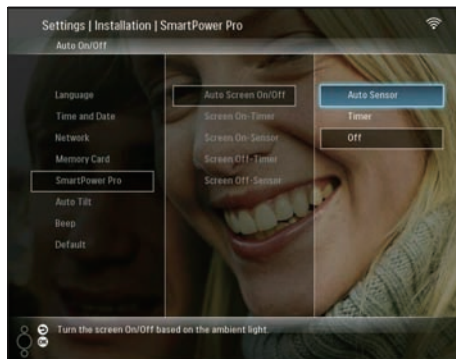 Settings | Installation | SmartPower Pro
Auto On/Off
Language
Time and Date
Network
Memory Card
SmartPower Pro
Auto Tilt
Beep
Default
Auto Screen On/Off
Screen On-Timer
Screen On-Sensor
Screen Off-Timer
Screen Off-Sensor
Auto Sensor
Timer
Off
Turn the screen On/Off based on the ambient light.
OK